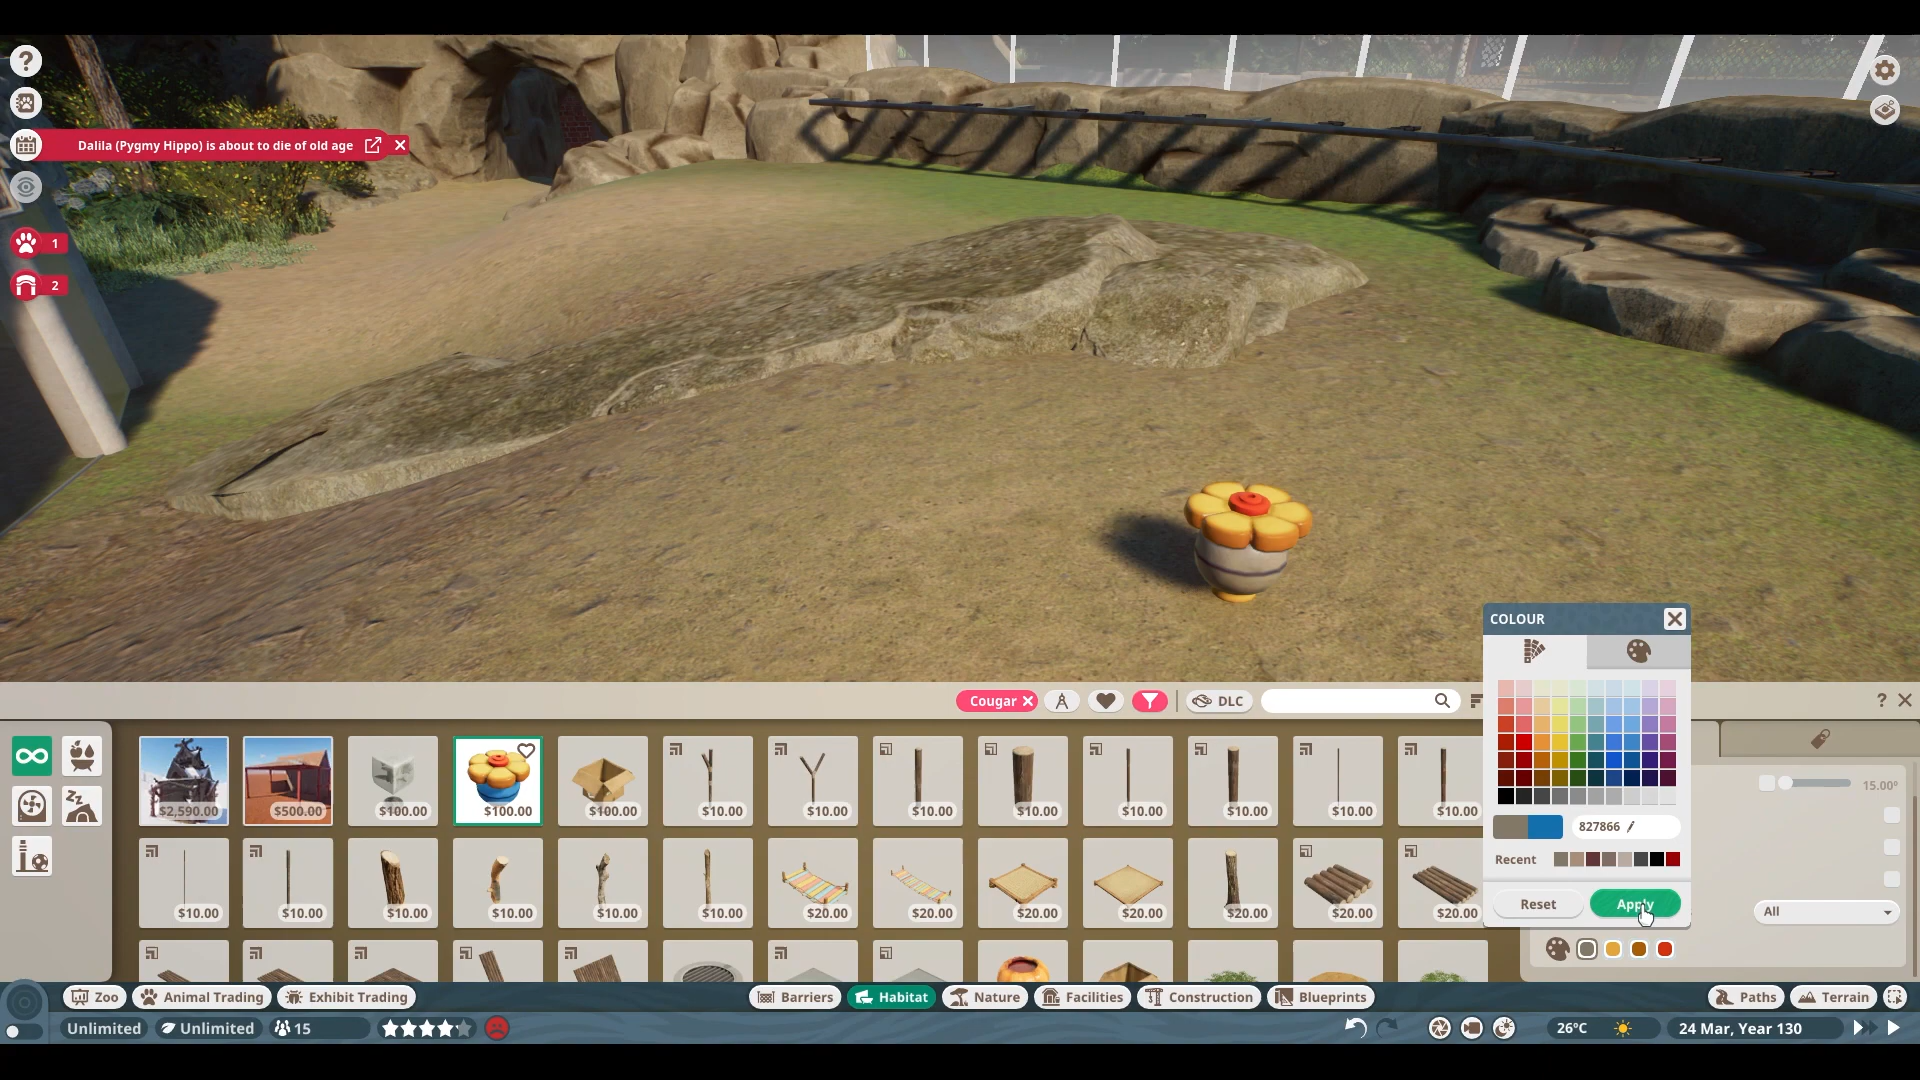 ?
Dalila (Pygmy Hippo) is about to die of old age
1
2
COLOUR
827866
Recent
Reset
Apply
Cougar
DLC
?
15.00°
All
$2,590.00
$500.00
$100.00
$100.00
$100.00
$10.00
$10.00
$10.00
$10.00
$10.00
$10.00
$10.00
$10.00
$10.00
$10.00
$10.00
$10.00
$10.00
$10.00
$20.00
$20.00
$20.00
$20.00
$20.00
$20.00
$20.00
Zoo
Animal Trading
Exhibit Trading
Barriers
Habitat
Nature
Facilities
Construction
Blueprints
Paths
Terrain
Unlimited
Unlimited
15
26°C
24 Mar, Year 130